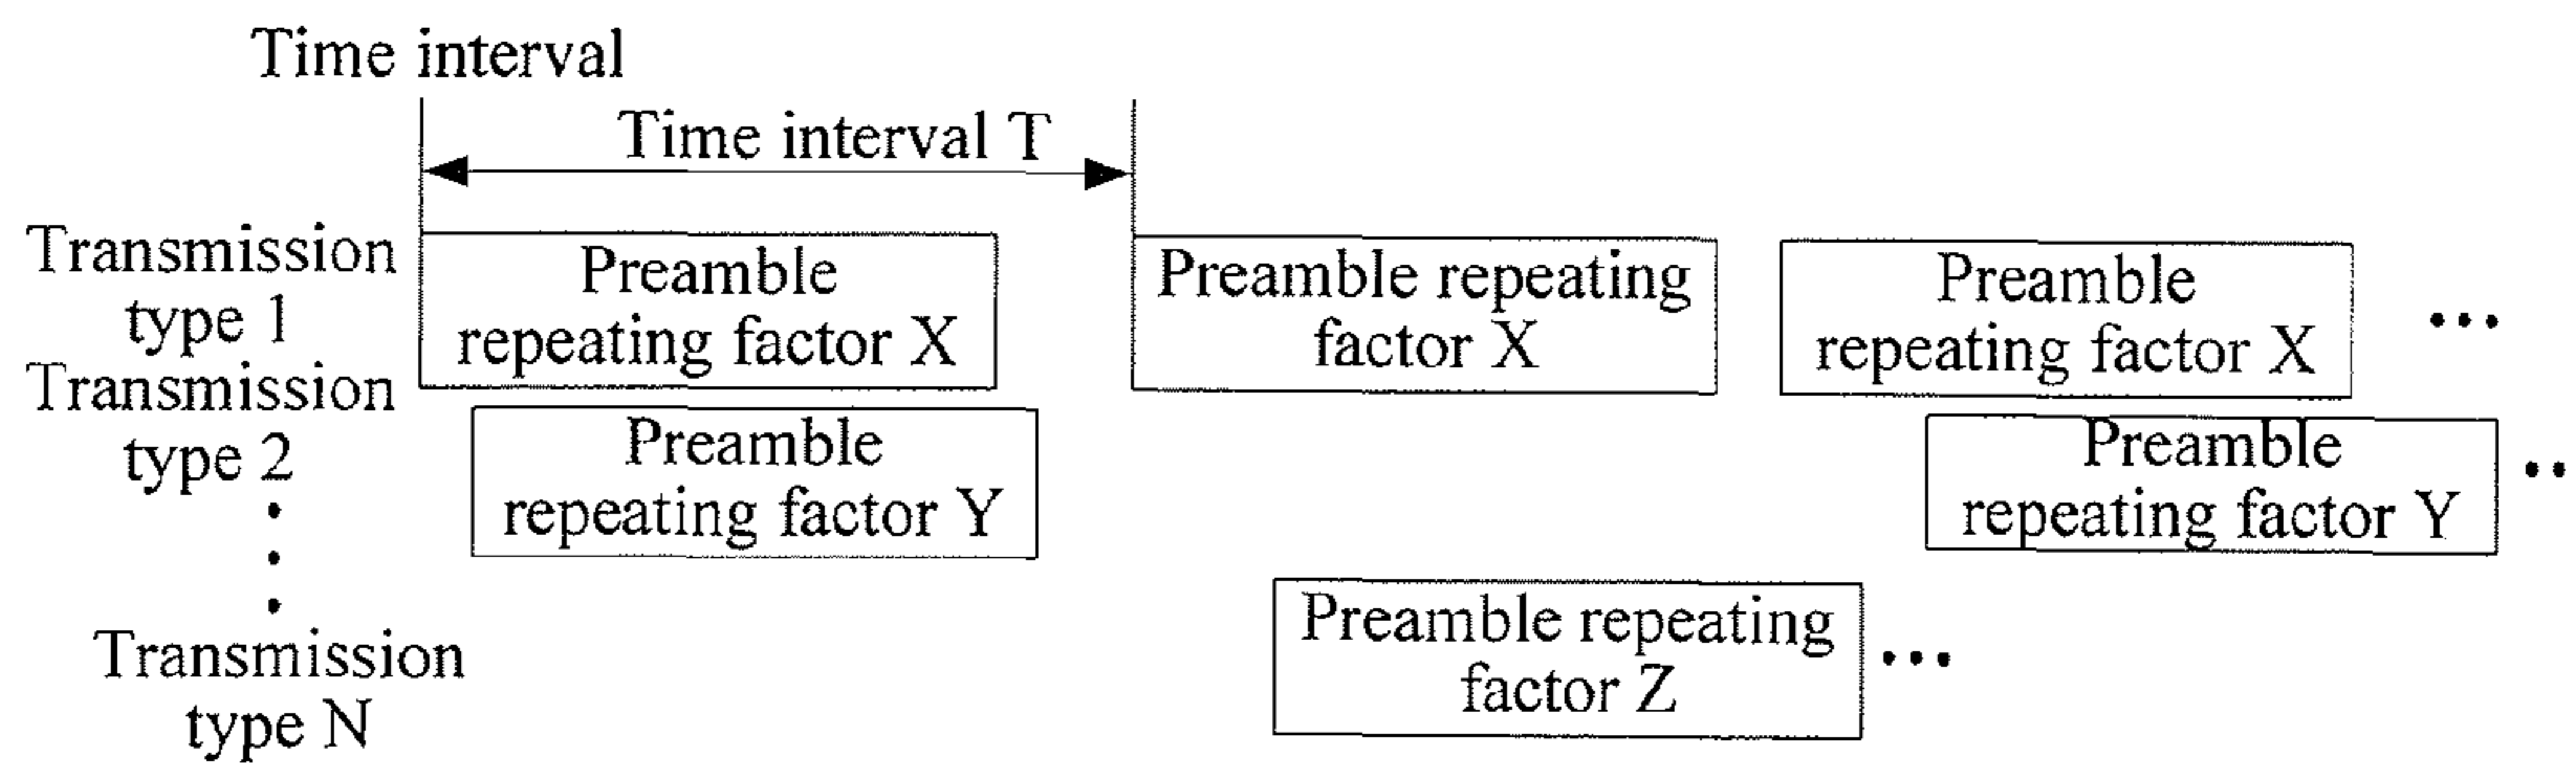 Time interval
Time interval T
Transmission
type 1
Preamble
repeating factor X
Preamble repeating
factor X
Preamble
repeating factor X
...
Transmission
type 2
Preamble
repeating factor Y
Preamble
repeating factor Y
..
Transmission
type N
Preamble repeating
factor Z
...